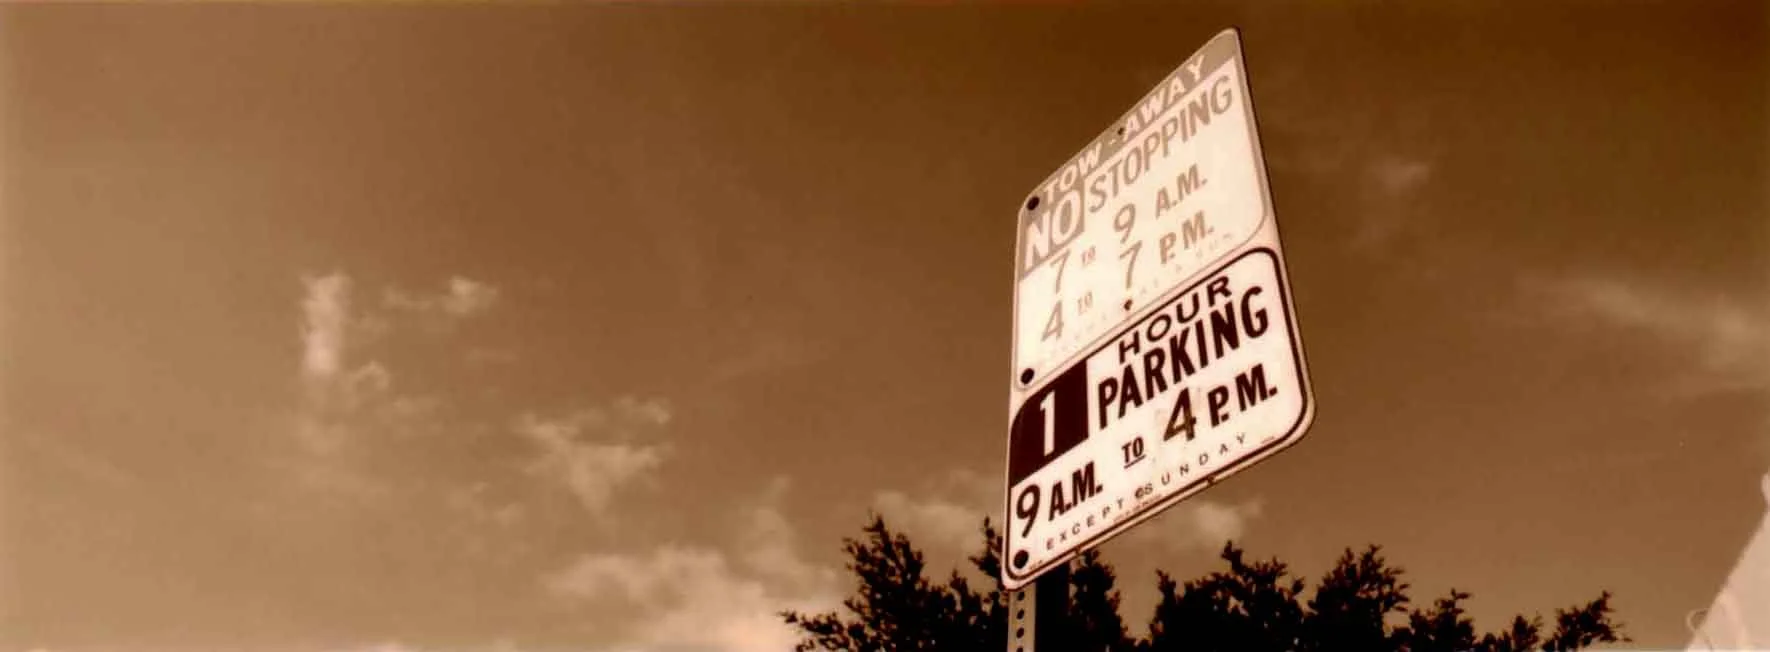 TOW-AWAY
NO STOPPING
7 TO 9 A.M.
4 TO 7 P.M.
1 HOUR PARKING
9 A.M. TO 4 P.M.
EXCEPT SUNDAY